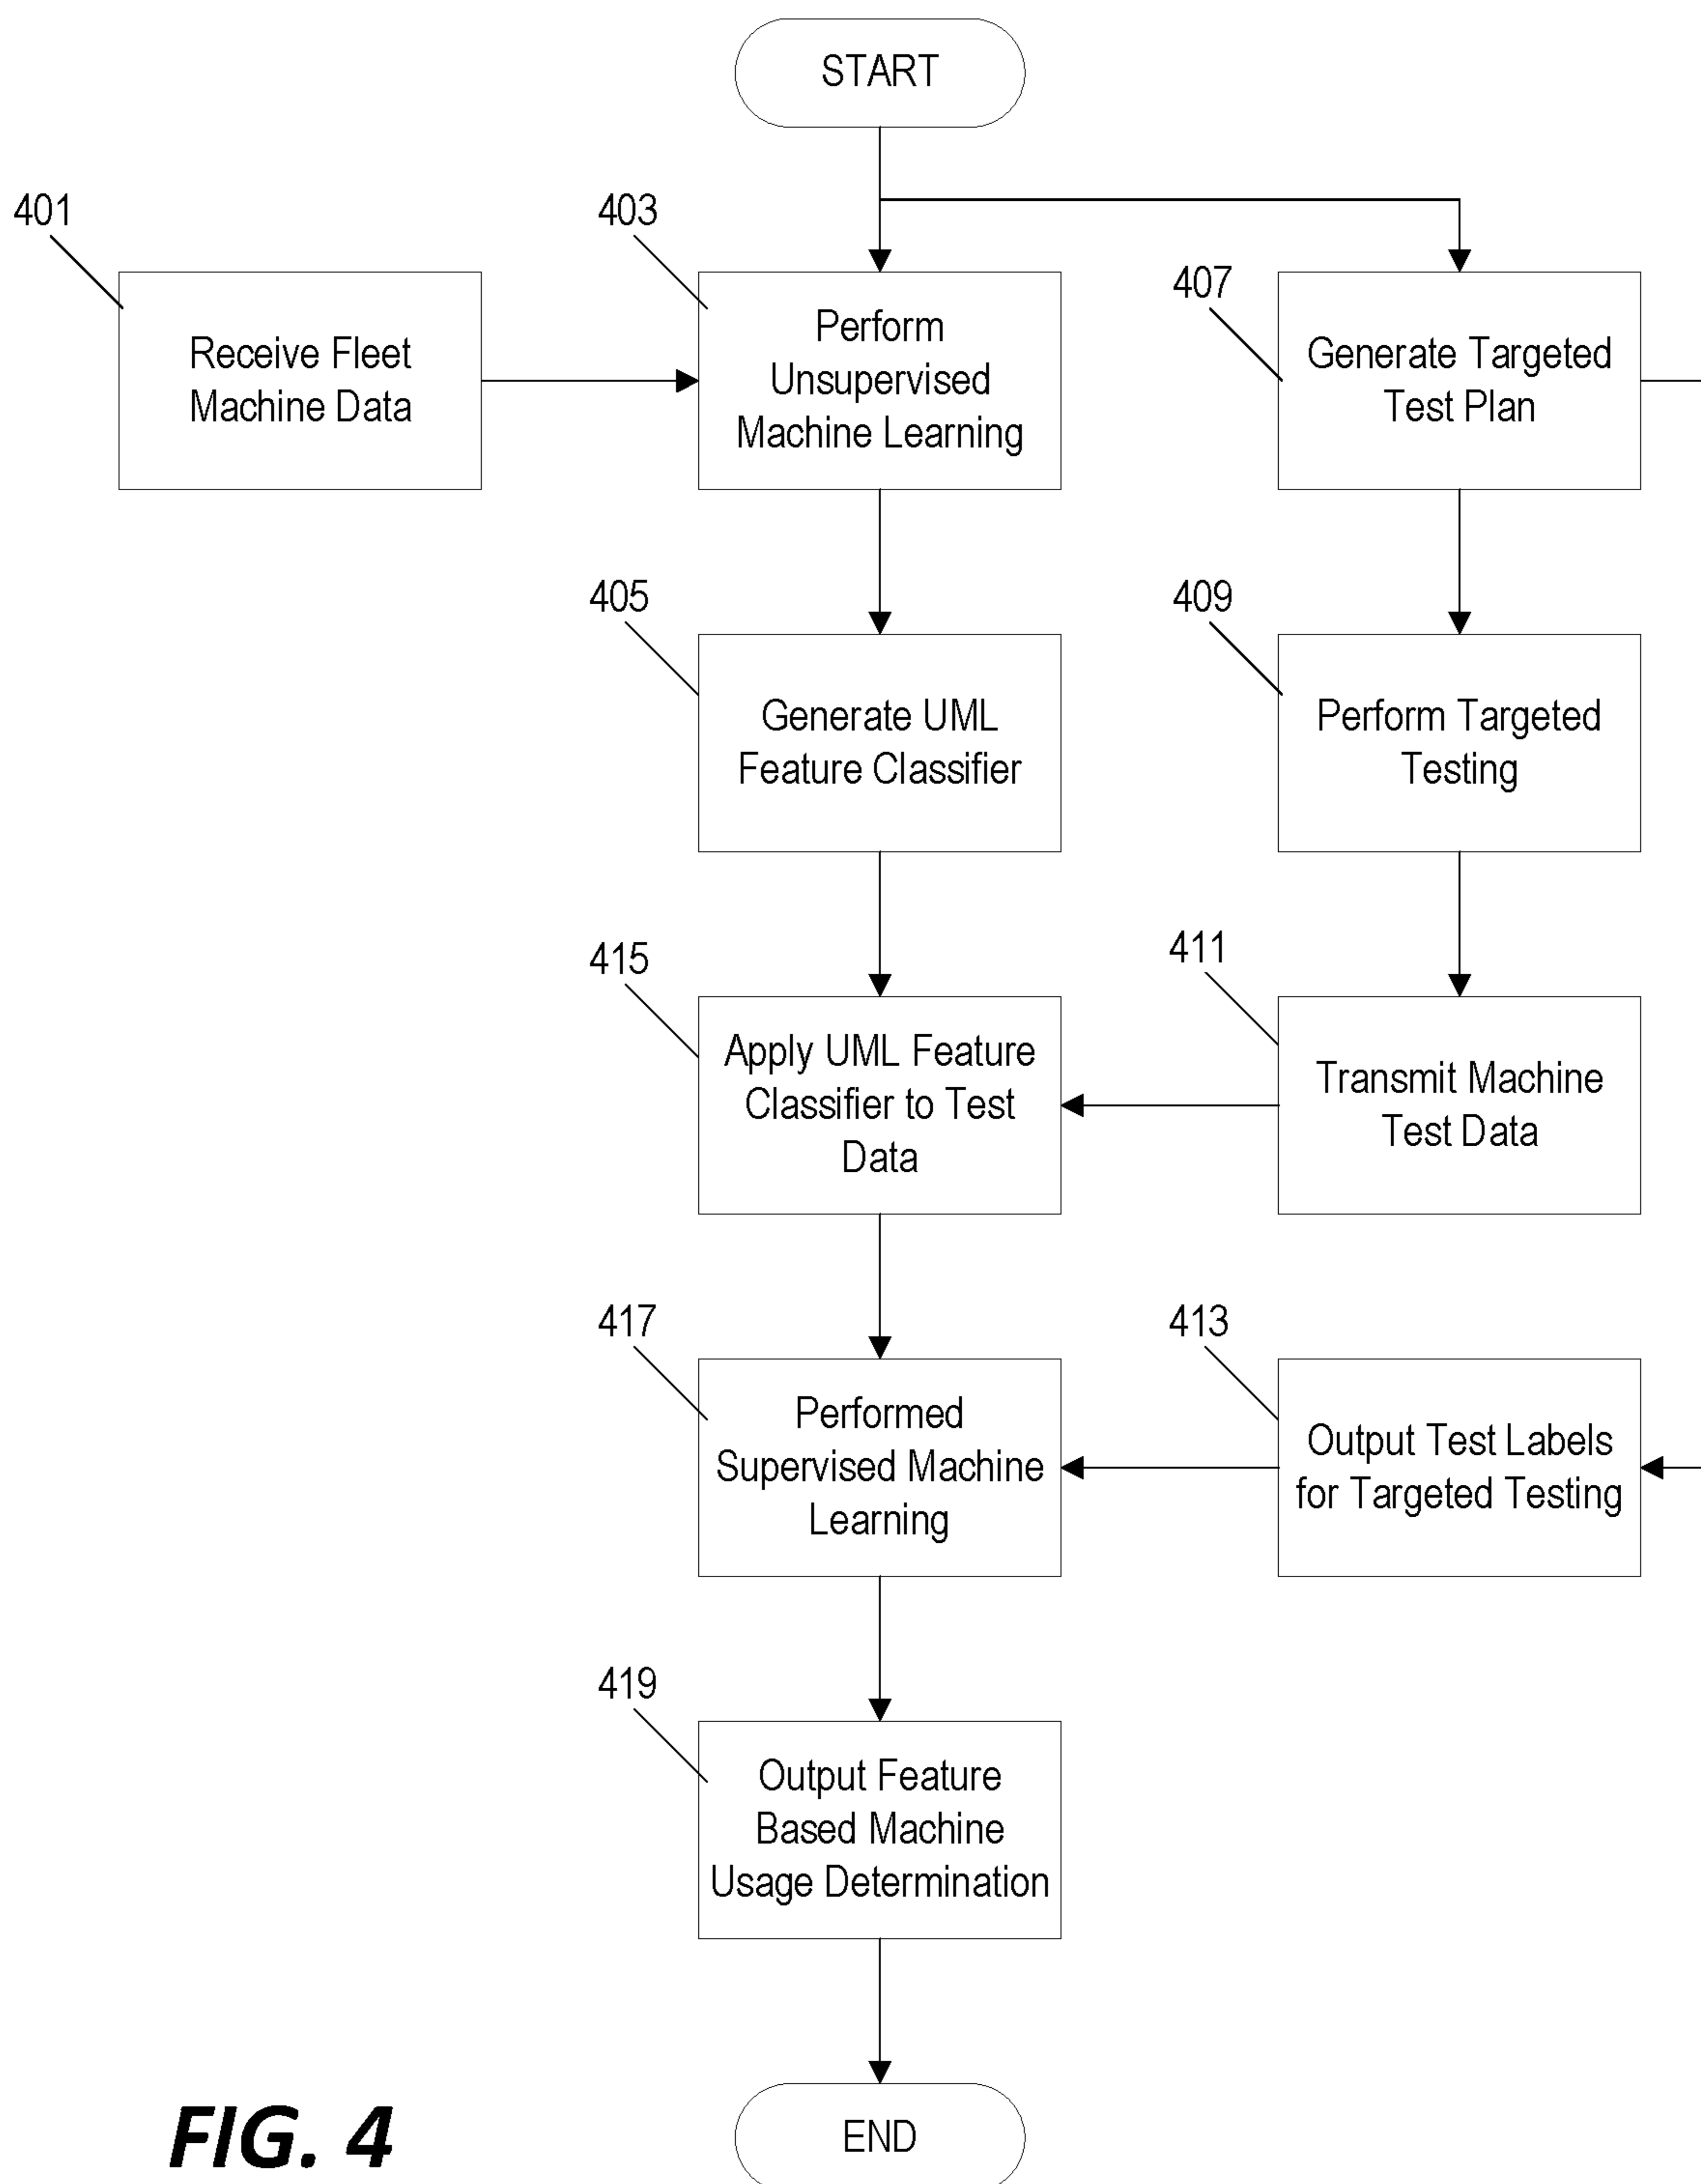 START
401
Receive Fleet
Machine Data
403
Perform
Unsupervised
Machine Learning
407
Generate Targeted
Test Plan
405
Generate UML
Feature Classifier
409
Perform Targeted
Testing
415
Apply UML Feature
Classifier to Test
Data
411
Transmit Machine
Test Data
417
Performed
Supervised Machine
Learning
413
Output Test Labels
for Targeted Testing
419
Output Feature
Based Machine
Usage Determination
END
FIG. 4